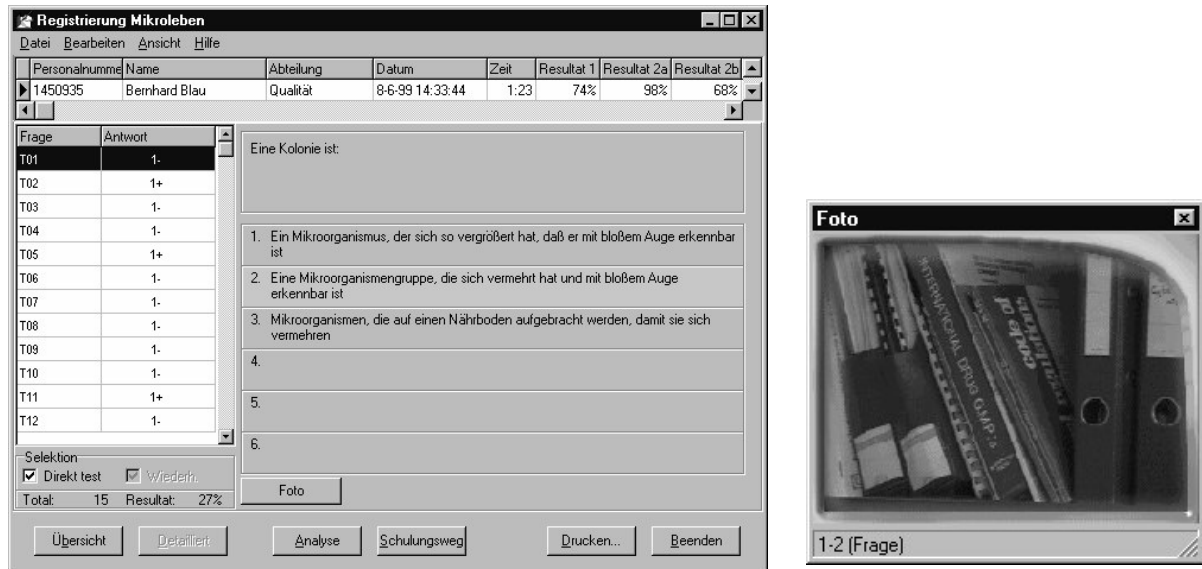 Registrierung Mikroleben
Datei Bearbeiten Ansicht Hilfe
Personalnumme Name Abteilung Datum Zeit Resultat 1 Resultat 2a Resultat 2b
1450935 Bernhard Blau Qualität 8-6-99 14:33:44 1:23 74% 98% 68%
Frage Antwort
T01 1-
T02 1+
T03 1-
T04 1-
T05 1+
T06 1-
T07 1-
T08 1-
T09 1-
T10 1-
T11 1+
T12 1-
Selektion
Direkt test Wiederh.
Total: 15 Resultat: 27%
Eine Kolonie ist:
1. Ein Mikroorganismus, der sich so vergrößert hat, daß er mit bloßem Auge erkennbar
ist
2. Eine Mikroorganismengruppe, die sich vermehrt hat und mit bloßem Auge
erkennbar ist
3. Mikroorganismen, die auf einen Nährboden aufgebracht werden, damit sie sich
vermehren
4.
5.
6.
Foto
Übersicht Detailliert Analyse Schulungsweg Drucken... Beenden
Foto
INTERNATIONAL DRUG GMP's
code of
1-2 (Frage)